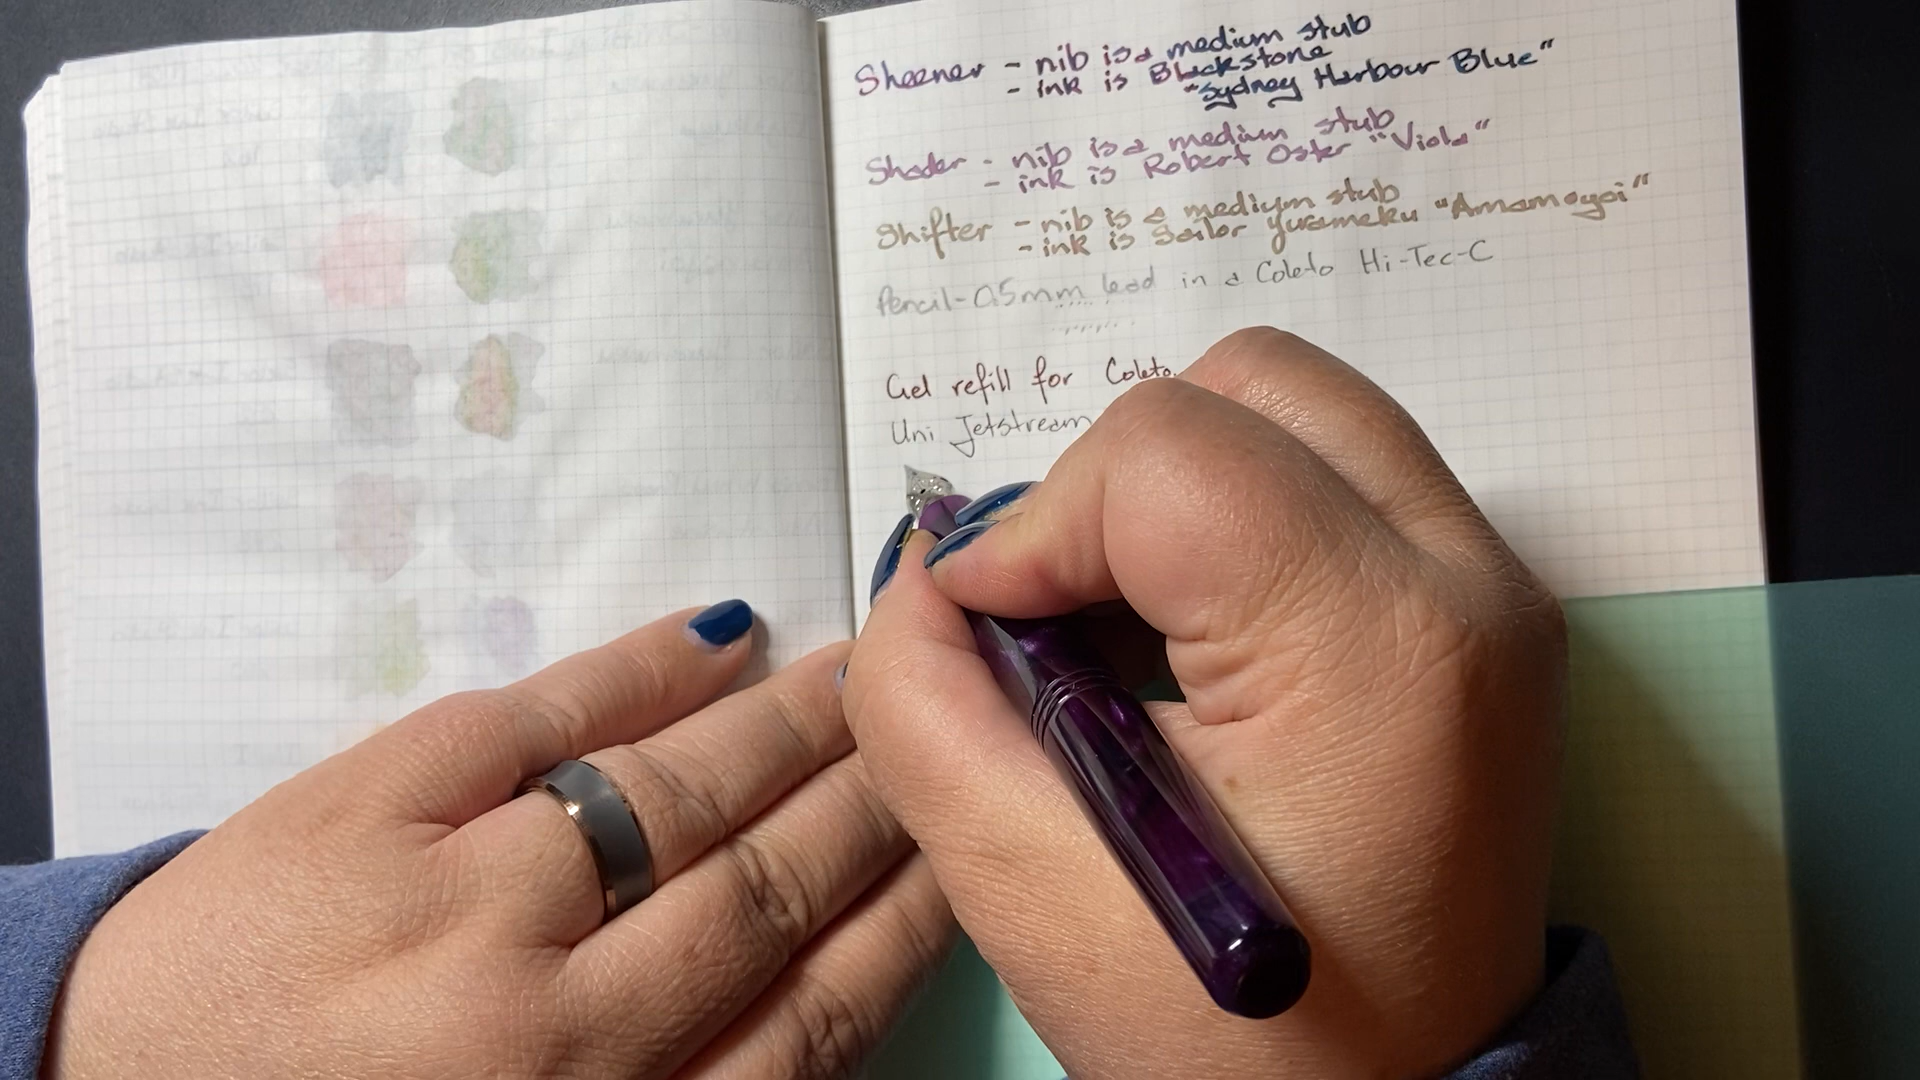 Sheener - nib is a medium stub
- ink is Blackstone
"Sydney Harbour Blue"
Shader - nib is a medium stub
- ink is Robert Oster "Viola"
Shifter - nib is a medium stub
- ink is Sailor Yurameku "Amamoyoi"
Pencil - 0.5mm lead in a Coleto Hi-Tec-C
Gel refill for Coleto
Uni Jetstream